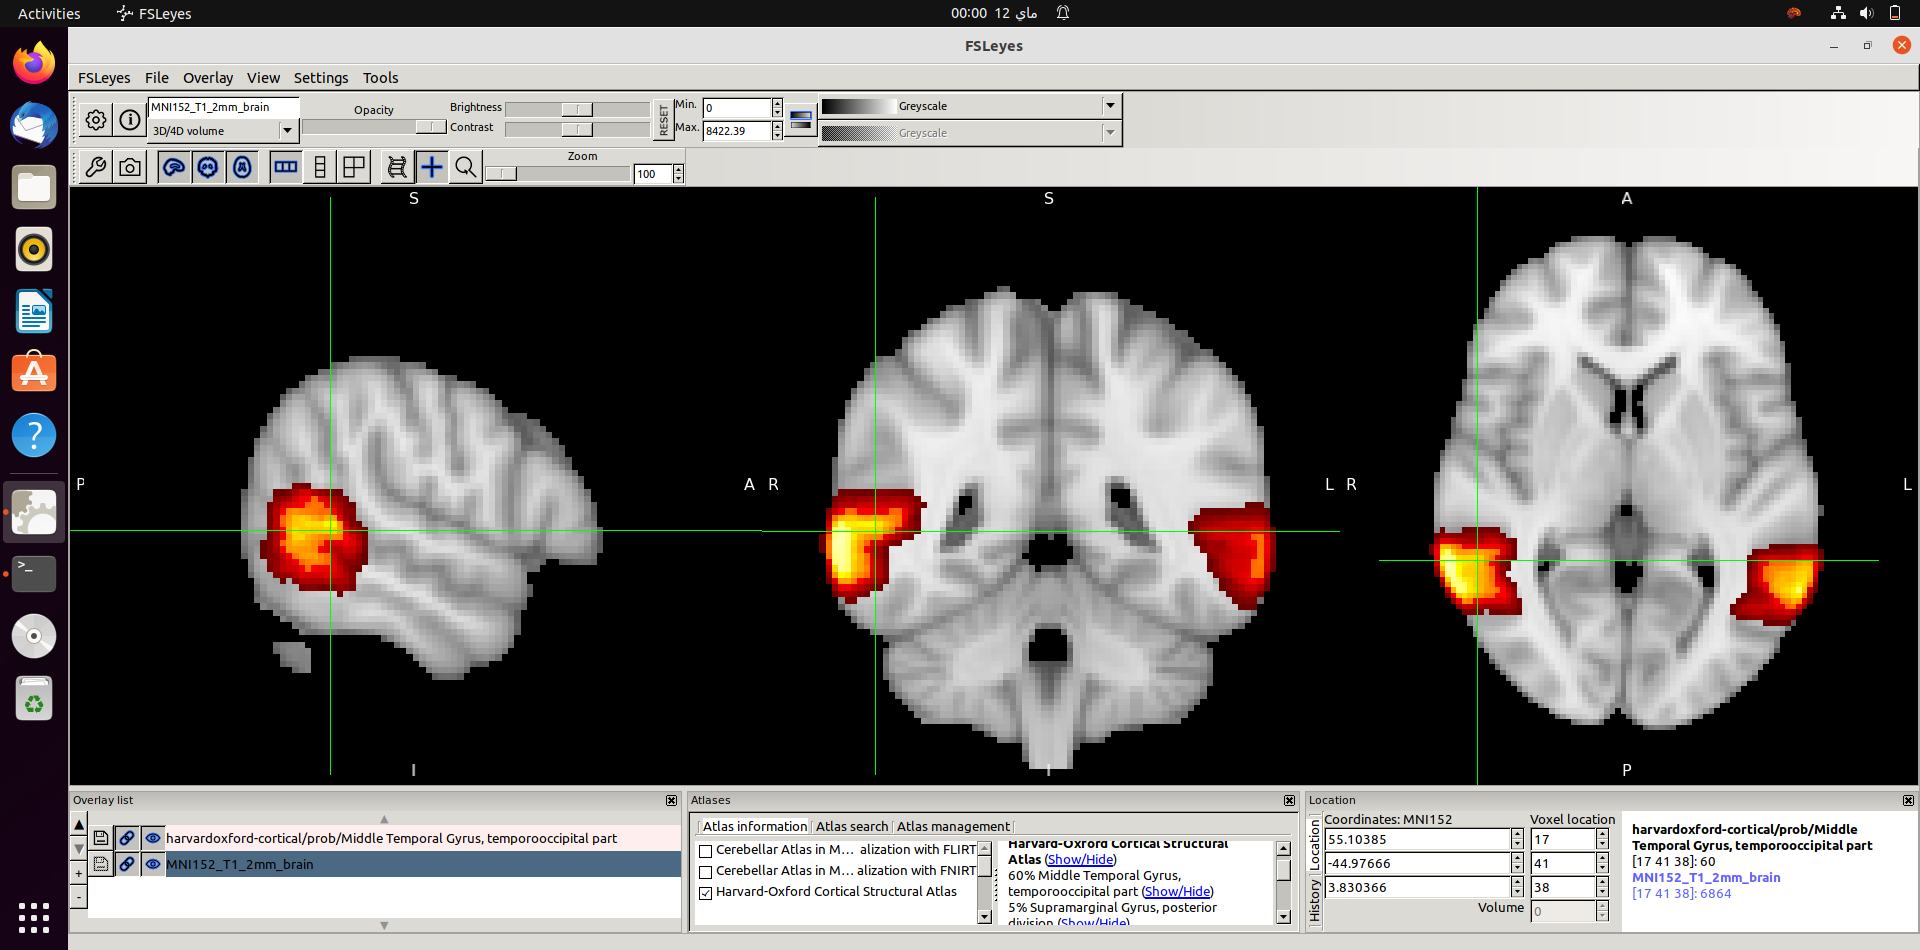 Activities
FSLeyes
00:00 12 ماي
FSLeyes
FSLeyes File Overlay View Settings Tools
MNI152_T1_2mm_brain
3D/4D volume
Opacity
Brightness
Contrast
RESET
Min.
0
Max.
8422.39
Greyscale
Greyscale
Zoom
100
S
P
A
I
S
R
L
I
A
R
L
P
Overlay list
harvardoxford-cortical/prob/Middle Temporal Gyrus, temporooccipital part
MNI152_T1_2mm_brain
+
-
Atlases
Atlas information Atlas search Atlas management
Cerebellar Atlas in M... alization with FLIRT
Cerebellar Atlas in M... alization with FNIRT
Harvard-Oxford Cortical Structural Atlas
Harvard-Oxford Cortical Structural
Atlas (Show/Hide)
60% Middle Temporal Gyrus,
temporooccipital part (Show/Hide)
5% Supramarginal Gyrus, posterior
division (Show/Hide)
Location
Location
History
Coordinates: MNI152
55.10385
-44.97666
3.830366
Voxel location
17
41
38
Volume
0
harvardoxford-cortical/prob/Middle
Temporal Gyrus, temporooccipital part
[17 41 38]: 60
MNI152_T1_2mm_brain
[17 41 38]: 6864